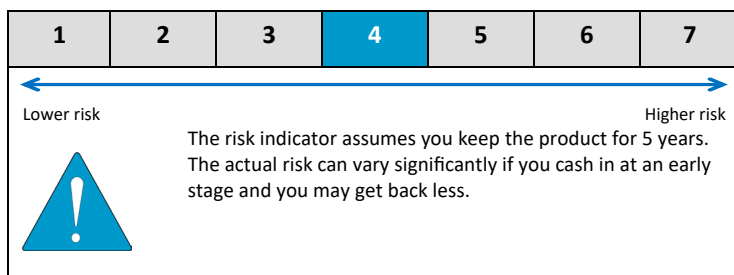 1 2 3 4 5 6 7
Lower risk Higher risk
The risk indicator assumes you keep the product for 5 years.
The actual risk can vary significantly if you cash in at an early
stage and you may get back less.